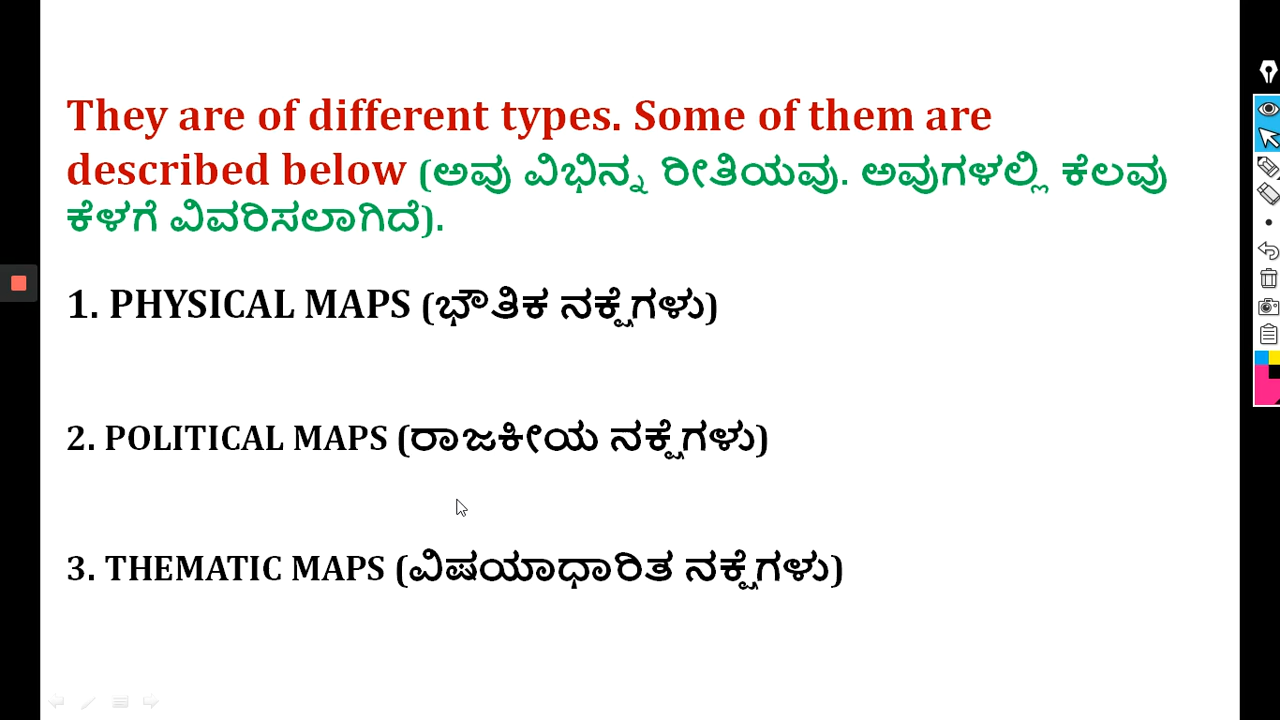 They are of different types. Some of them are
described below (ಅವು ವಿಭಿನ್ನ ರೀತಿಯವು. ಅವುಗಳಲ್ಲಿ ಕೆಲವು
ಕೆಳಗೆ ವಿವರಿಸಲಾಗಿದೆ).
1. PHYSICAL MAPS (ಭೌತಿಕ ನಕ್ಷೆಗಳು)
2. POLITICAL MAPS (ರಾಜಕೀಯ ನಕ್ಷೆಗಳು)
3. THEMATIC MAPS (ವಿಷಯಾಧಾರಿತ ನಕ್ಷೆಗಳು)